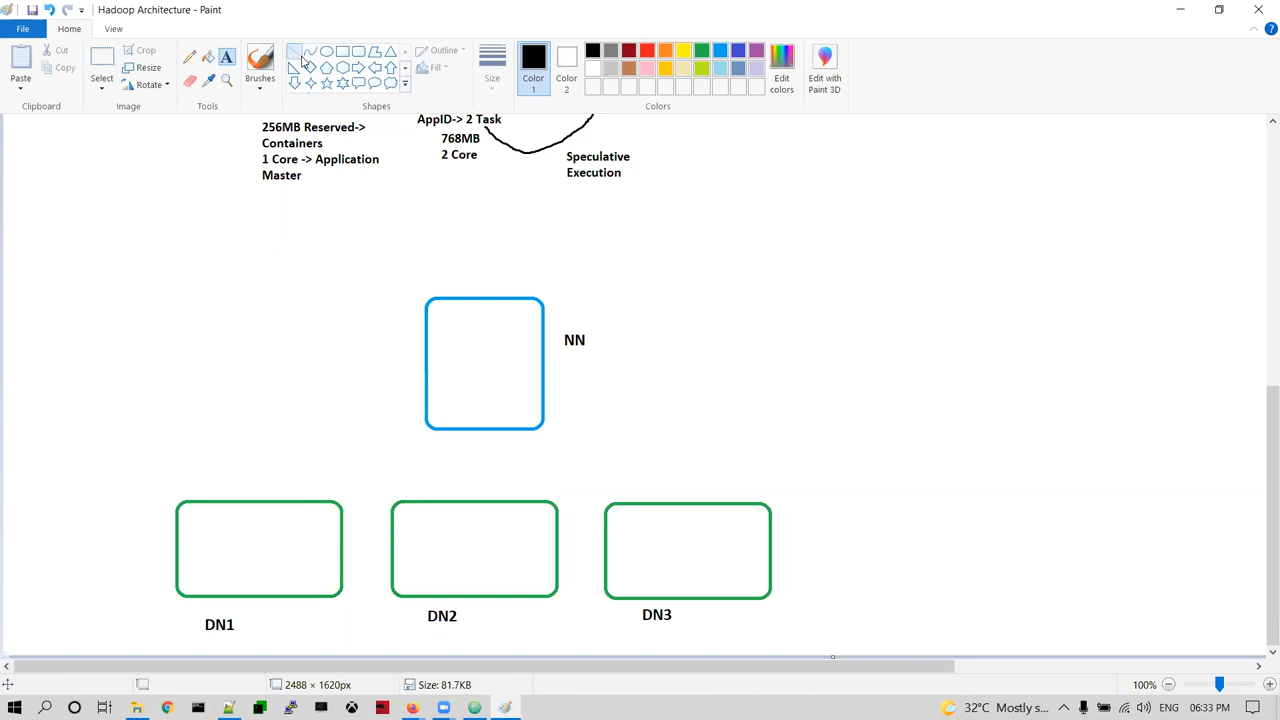 Hadoop Architecture - Paint
File
Home
View
Paste
Cut
Copy
Clipboard
Select
Crop
Resize
Rotate
Image
A
Tools
Brushes
Shapes
Outline
Fill
Size
Color
1
Color
2
Edit
colors
Colors
Edit with
Paint 3D
256MB Reserved->
Containers
1 Core -> Application
Master
AppID-> 2 Task
768MB
2 Core
Speculative
Execution
NN
DN1
DN2
DN3
2488 × 1620px
Size: 81.7KB
100%
32°C Mostly s...
ENG
06:33 PM